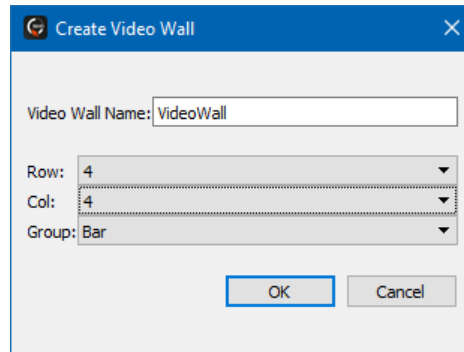 Create Video Wall
Video Wall Name: VideoWall
Row: 4
Col: 4
Group: Bar
OK Cancel